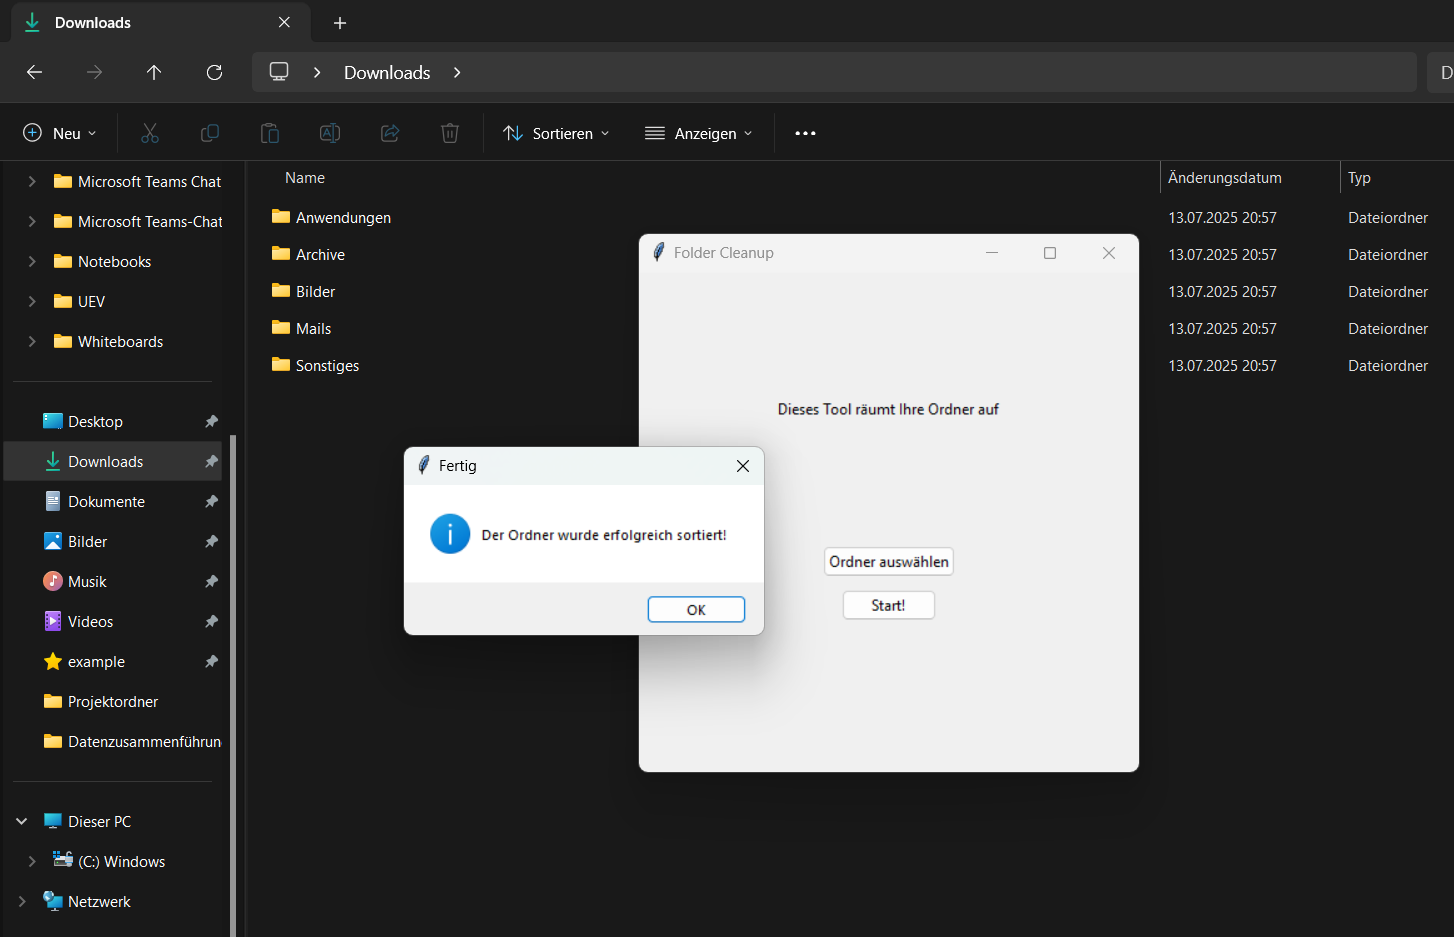 Downloads
Downloads
D
Neu
Sortieren
Anzeigen
Name
Änderungsdatum
Typ
Microsoft Teams Chat
Microsoft Teams-Chat
Notebooks
UEV
Whiteboards
Desktop
Downloads
Dokumente
Bilder
Musik
Videos
example
Projektordner
Datenzusammenführun
Dieser PC
(C:) Windows
Netzwerk
Anwendungen 13.07.2025 20:57 Dateiordner
Archive 13.07.2025 20:57 Dateiordner
Bilder 13.07.2025 20:57 Dateiordner
Mails 13.07.2025 20:57 Dateiordner
Sonstiges 13.07.2025 20:57 Dateiordner
Folder Cleanup
Dieses Tool räumt Ihre Ordner auf
Ordner auswählen
Start!
Fertig
Der Ordner wurde erfolgreich sortiert!
OK